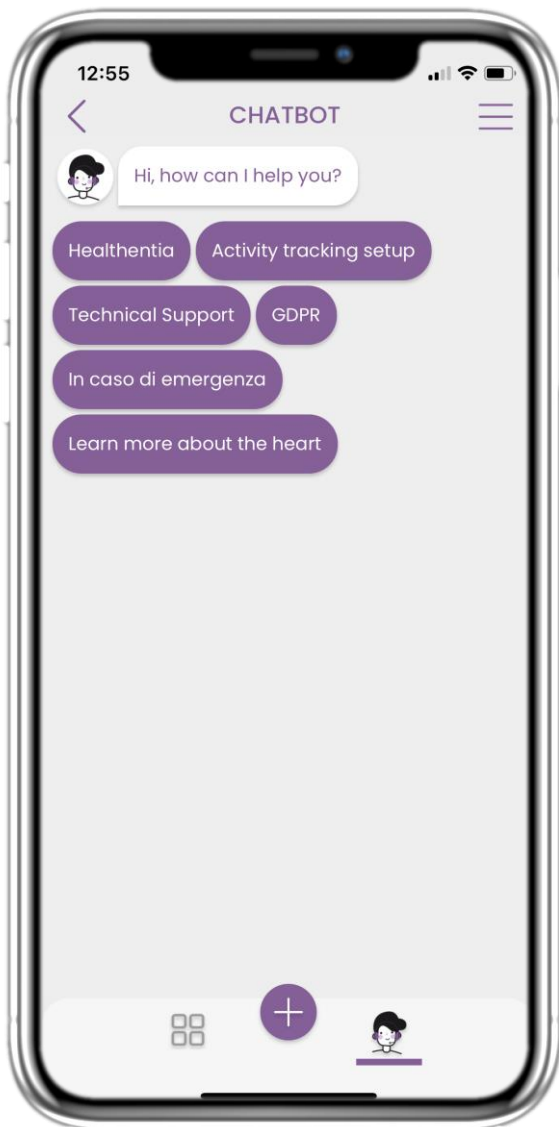 12:55
CHATBOT
Hi, how can I help you?
Healthentia Activity tracking setup
Technical Support GDPR
In caso di emergenza
Learn more about the heart